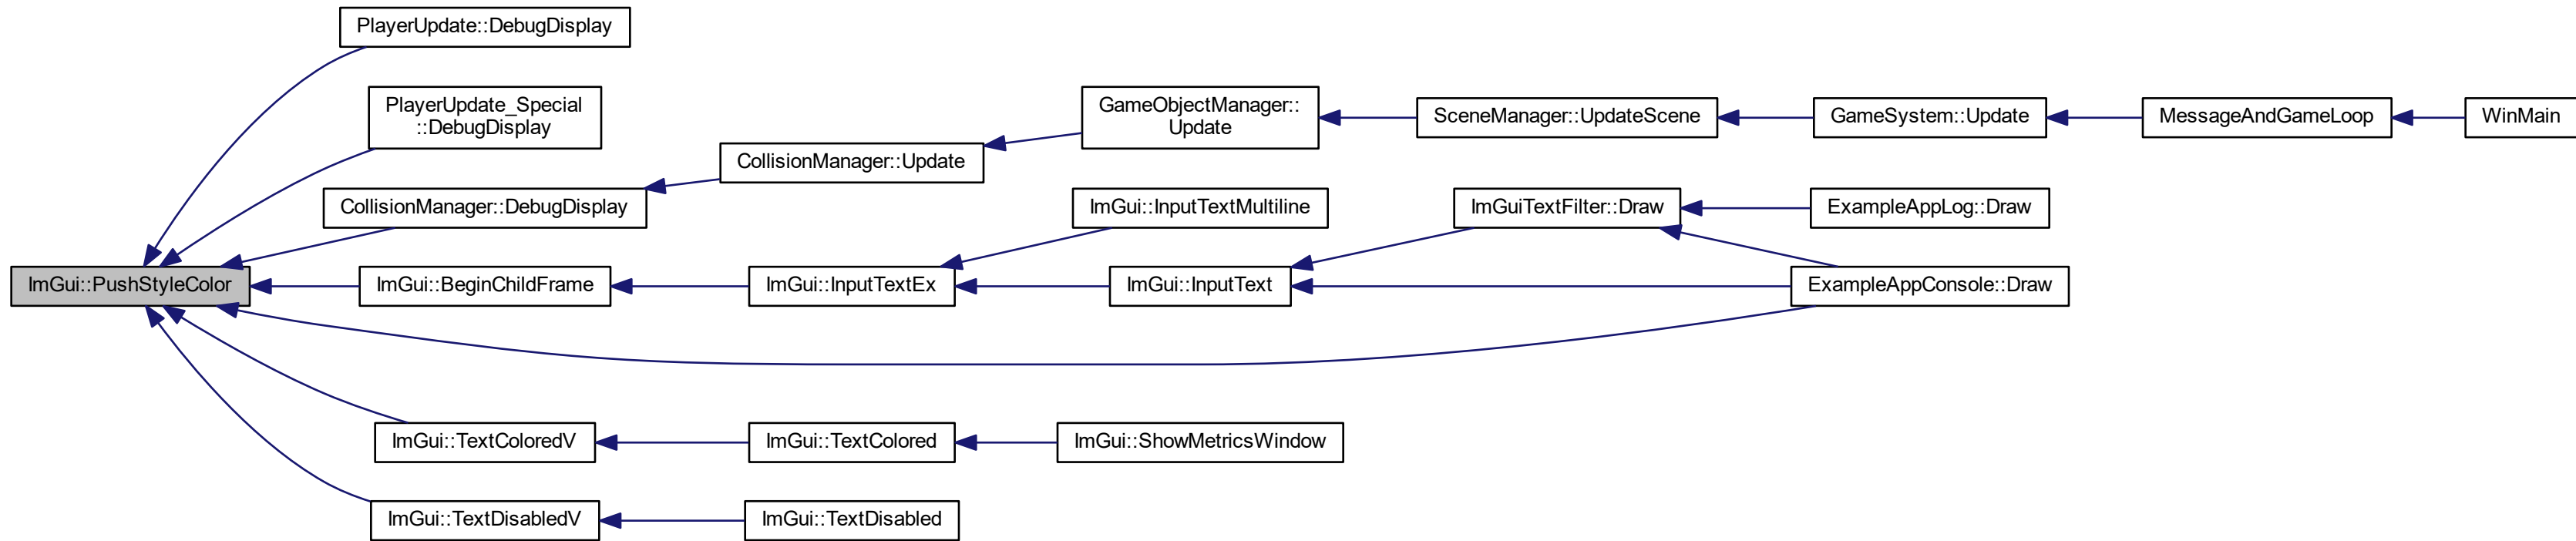 PlayerUpdate::DebugDisplay
PlayerUpdate_Special
::DebugDisplay
GameObjectManager::
Update
SceneManager::UpdateScene
GameSystem::Update
MessageAndGameLoop
WinMain
CollisionManager::Update
CollisionManager::DebugDisplay
ImGui::InputTextMultiline
ImGuiTextFilter::Draw
ExampleAppLog::Draw
ImGui::PushStyleColor
ImGui::BeginChildFrame
ImGui::InputTextEx
ImGui::InputText
ExampleAppConsole::Draw
ImGui::TextColoredV
ImGui::TextColored
ImGui::ShowMetricsWindow
ImGui::TextDisabledV
ImGui::TextDisabled